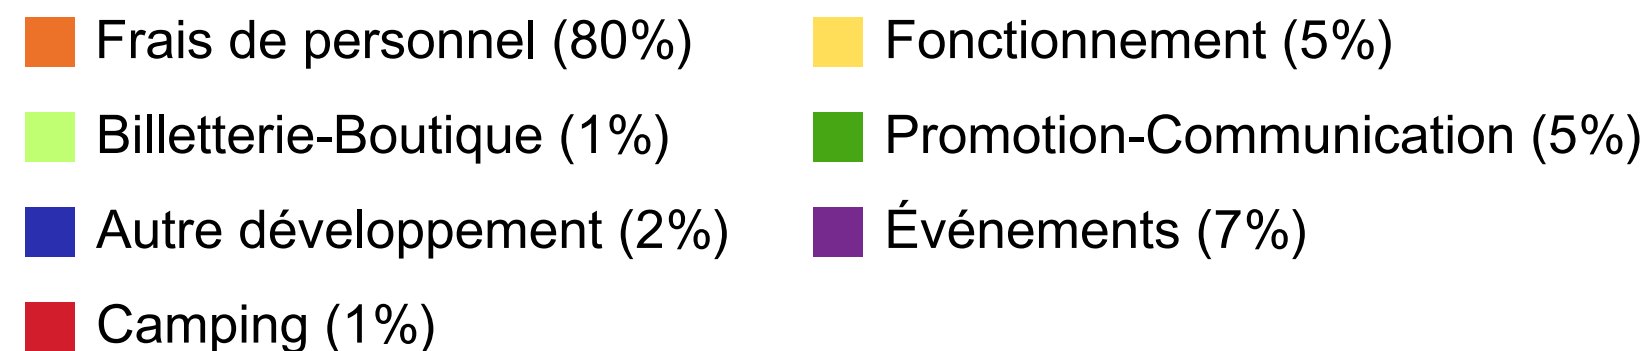 Frais de personnel (80%)
Fonctionnement (5%)
Billetterie-Boutique (1%)
Promotion-Communication (5%)
Autre développement (2%)
Événements (7%)
Camping (1%)